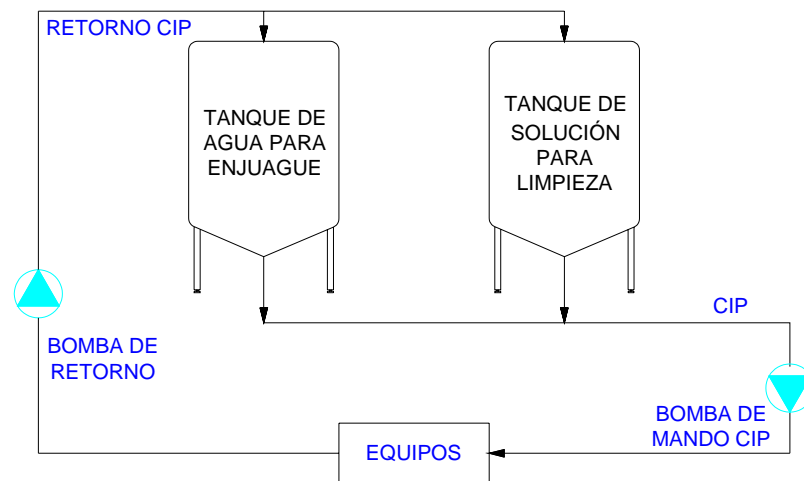 RETORNO CIP
TANQUE DE
AGUA PARA
ENJUAGUE
TANQUE DE
SOLUCIÓN
PARA
LIMPIEZA
CIP
BOMBA DE
RETORNO
BOMBA DE
MANDO CIP
EQUIPOS